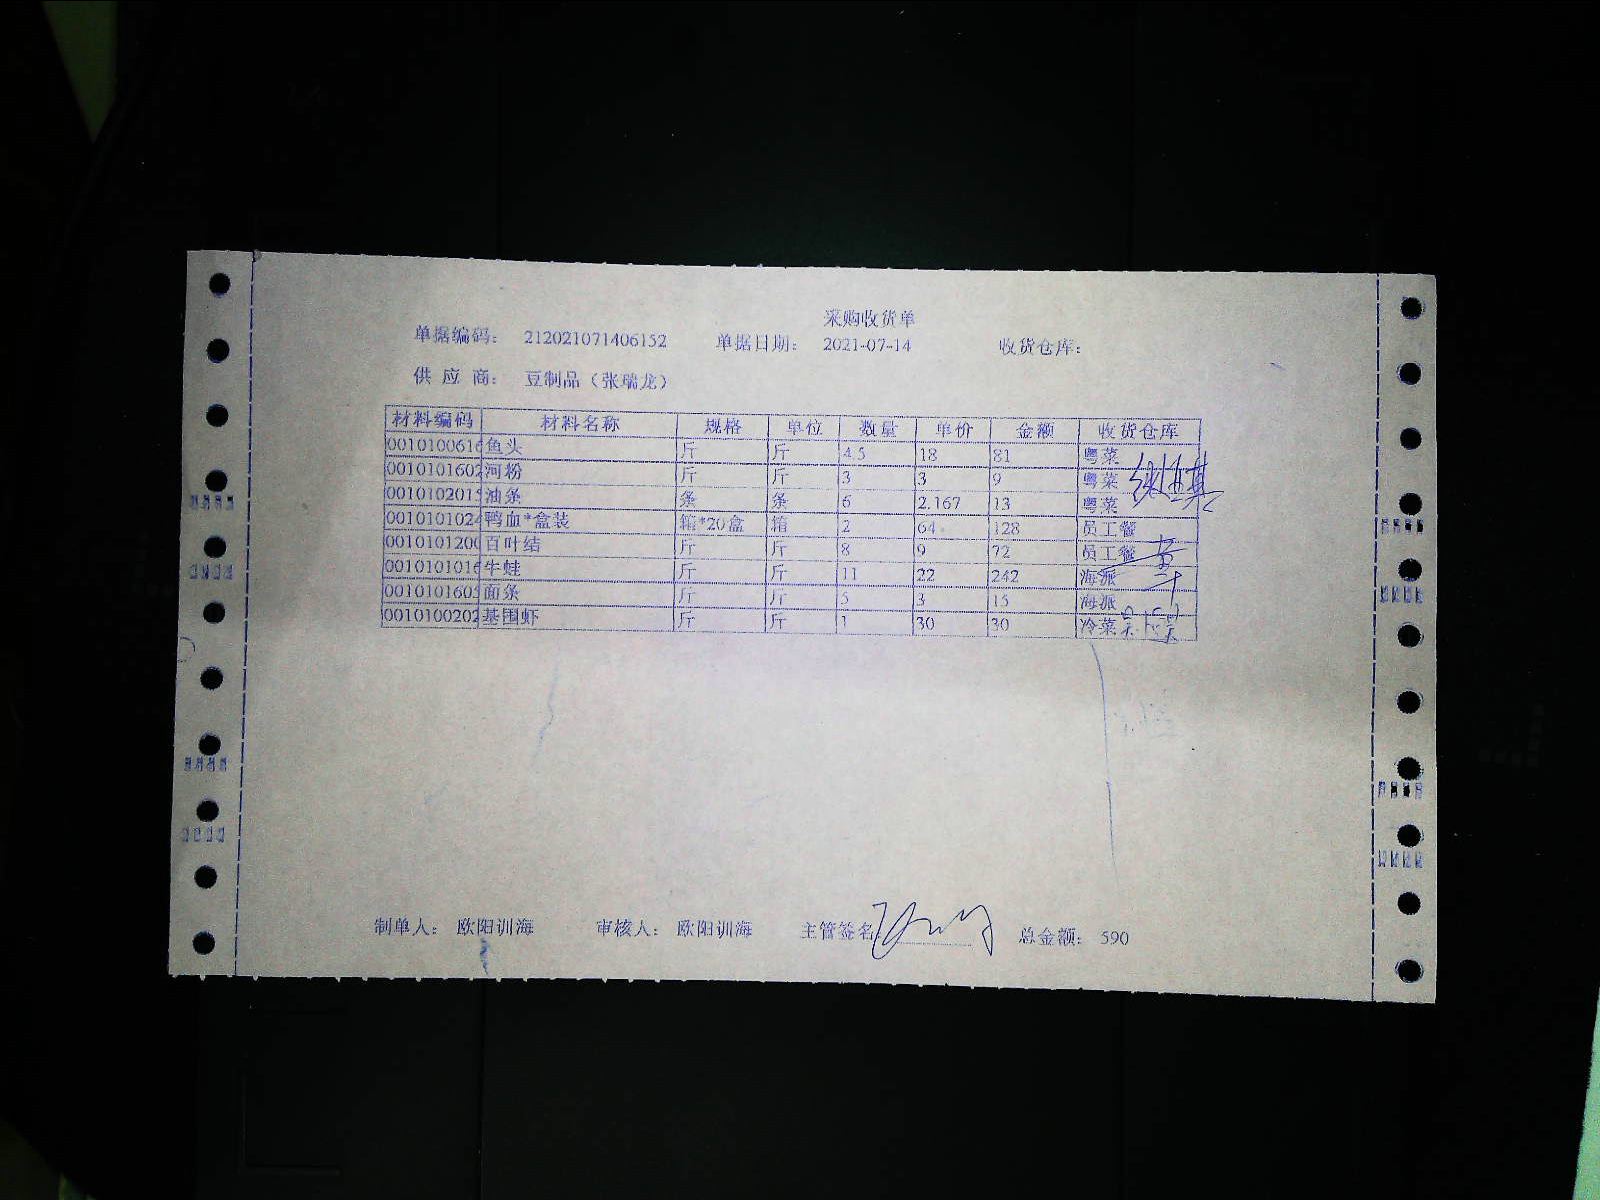 采购收货单
单据编码： 212021071406152 单据日期： 2021-07-14 收货仓库：
供 应 商： 豆制品（张瑞龙）
材料编码 材料名称 规格 单位 数量 单价 金额 收货仓库
0010100616 鱼头 斤 斤 4.5 18 81 粤菜
0010101602 河粉 斤 斤 3 3 9 粤菜
0010102015 油条 条 条 6 2.167 13 粤菜
0010101024 鸭血*盒装 箱*20盒 箱 2 64 128 员工餐
0010101200 百叶结 斤 斤 8 9 72 员工餐
0010101016 牛蛙 斤 斤 11 22 242 海派
0010101605 面条 斤 斤 5 3 15 海派
0010100202 基围虾 斤 斤 1 30 30 冷菜
制单人： 欧阳训海 审核人： 欧阳训海 主管签名： 总金额： 590